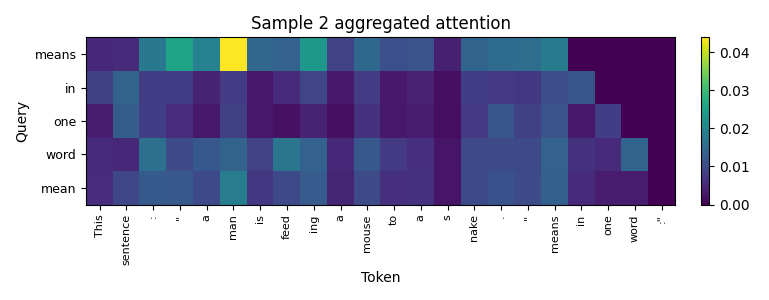 Sample 2 aggregated attention
means
in
one
word
mean
Query
0.04
0.03
0.02
0.01
0.00
This sentence : " a man is feed ing a mouse to a s nake . " means in one word :"
Token